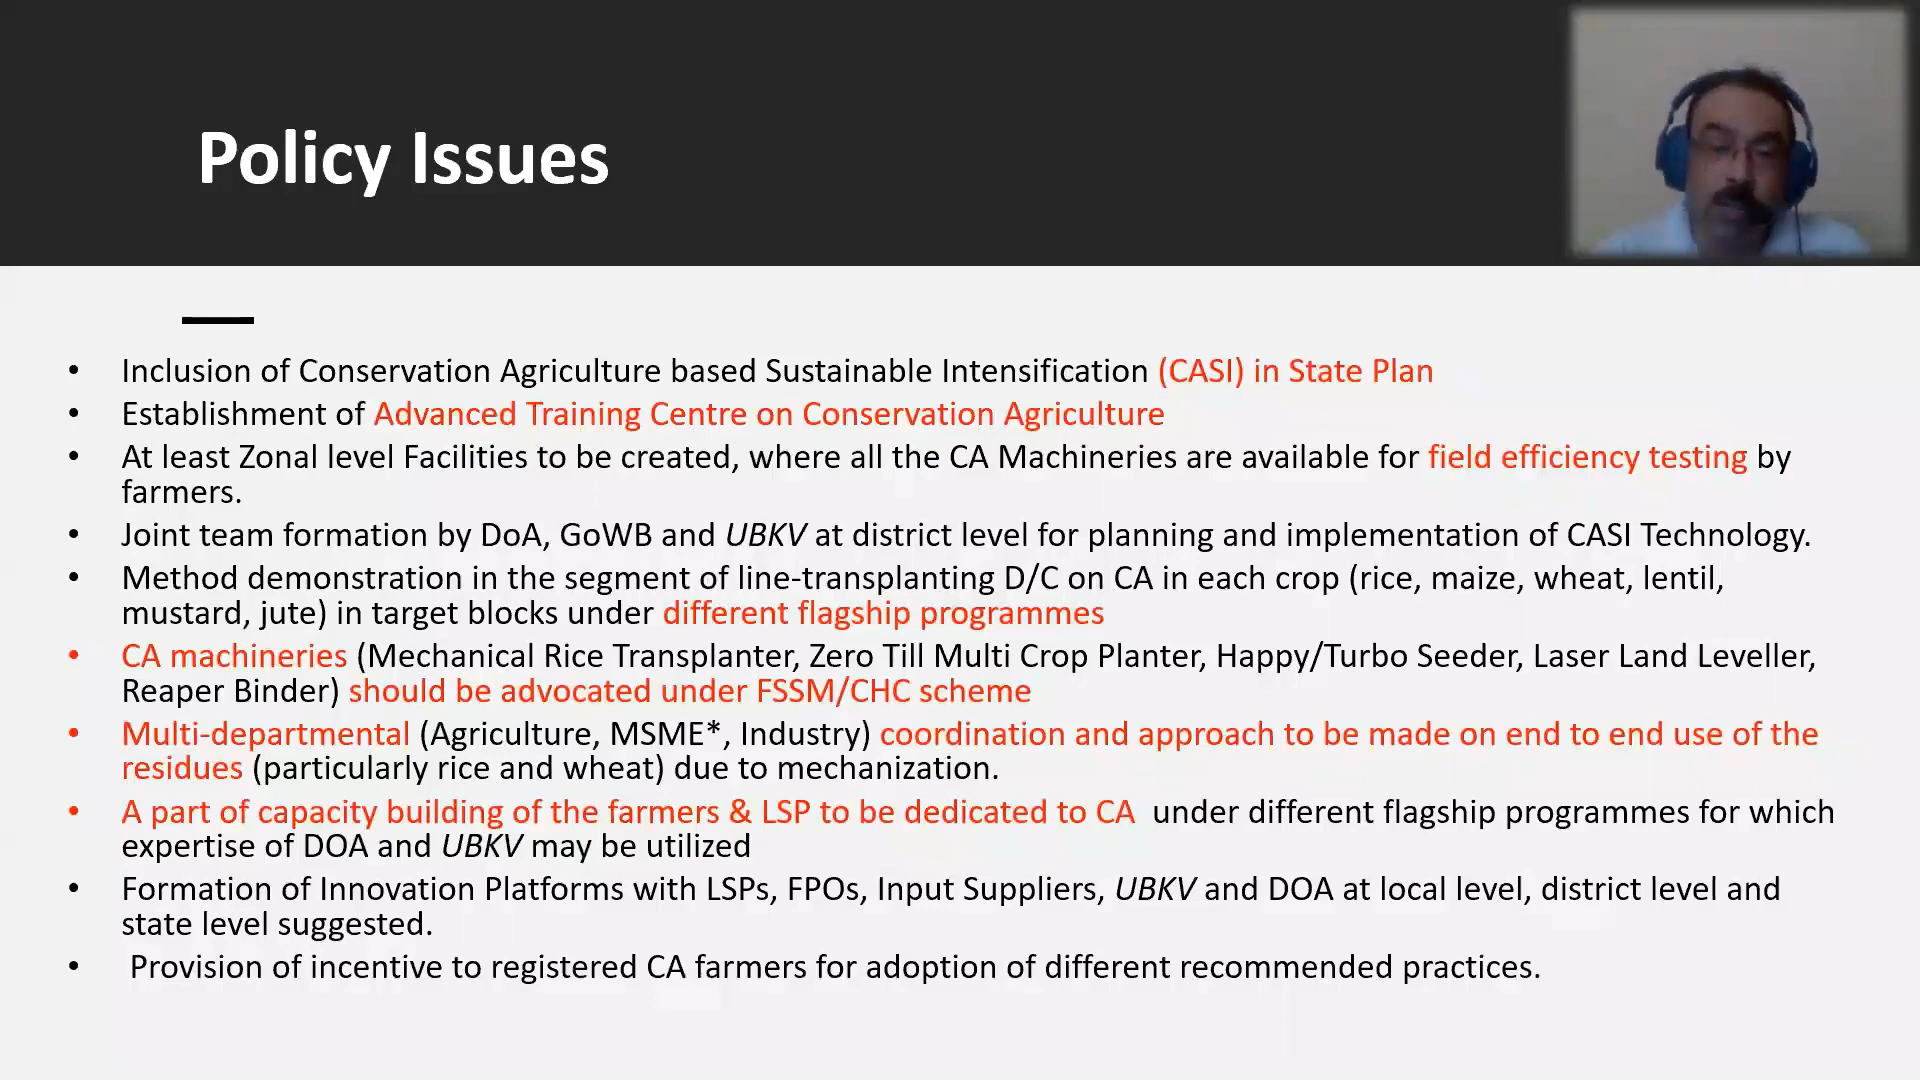 Policy Issues
• Inclusion of Conservation Agriculture based Sustainable Intensification (CASI) in State Plan
• Establishment of Advanced Training Centre on Conservation Agriculture
• At least Zonal level Facilities to be created, where all the CA Machineries are available for field efficiency testing by
farmers.
• Joint team formation by DoA, GoWB and UBKV at district level for planning and implementation of CASI Technology.
• Method demonstration in the segment of line-transplanting D/C on CA in each crop (rice, maize, wheat, lentil,
mustard, jute) in target blocks under different flagship programmes
• CA machineries (Mechanical Rice Transplanter, Zero Till Multi Crop Planter, Happy/Turbo Seeder, Laser Land Leveller,
Reaper Binder) should be advocated under FSSM/CHC scheme
• Multi-departmental (Agriculture, MSME*, Industry) coordination and approach to be made on end to end use of the
residues (particularly rice and wheat) due to mechanization.
• A part of capacity building of the farmers & LSP to be dedicated to CA under different flagship programmes for which
expertise of DOA and UBKV may be utilized
• Formation of Innovation Platforms with LSPs, FPOs, Input Suppliers, UBKV and DOA at local level, district level and
state level suggested.
• Provision of incentive to registered CA farmers for adoption of different recommended practices.